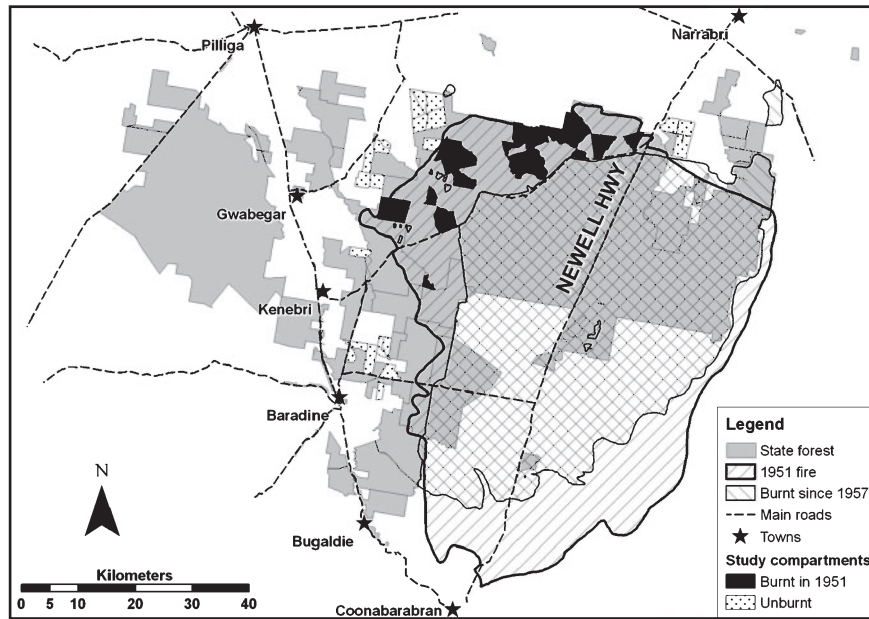 Pilliga
Narrabri
Gwabegar
NEWELL HWY
Kenebri
Baradine
Legend
State forest
1951 fire
Burnt since 1957
Main roads
Towns
Study compartments
Burnt in 1951
Unburnt
N
Bugaldie
Kilometers
0 5 10 20 30 40
Coonabarabran